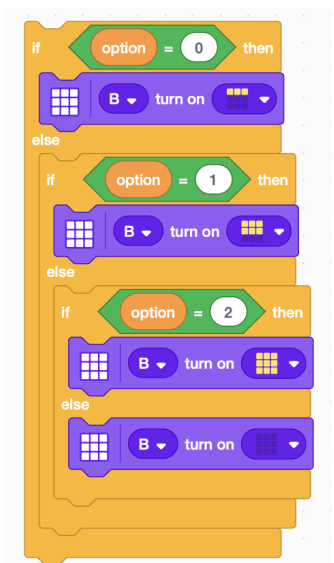 if option = 0 then
B turn on
else
if option = 1 then
B turn on
else
if option = 2 then
B turn on
else
B turn on